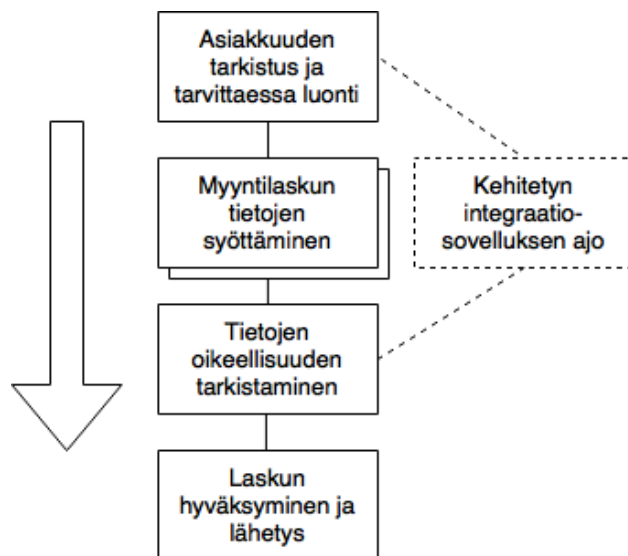 Asiakkuuden
tarkistus ja
tarvittaessa luonti
Myyntilaskun
tietojen
syöttäminen
Kehitetyn
integraatio-
sovelluksen ajo
Tietojen
oikeellisuuden
tarkistaminen
Laskun
hyväksyminen ja
lähetys